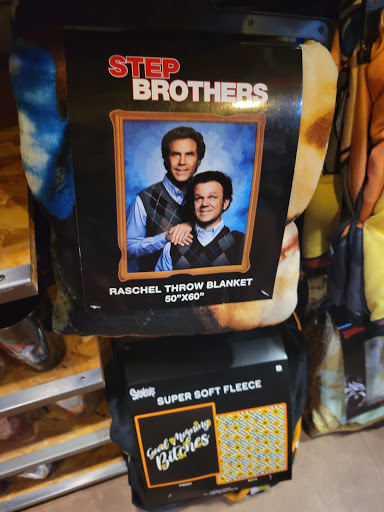 STEP
BROTHERS
RASCHEL THROW BLANKET
50"X60"
Spencer's
SUPER SOFT FLEECE
Good Morning
Bitches